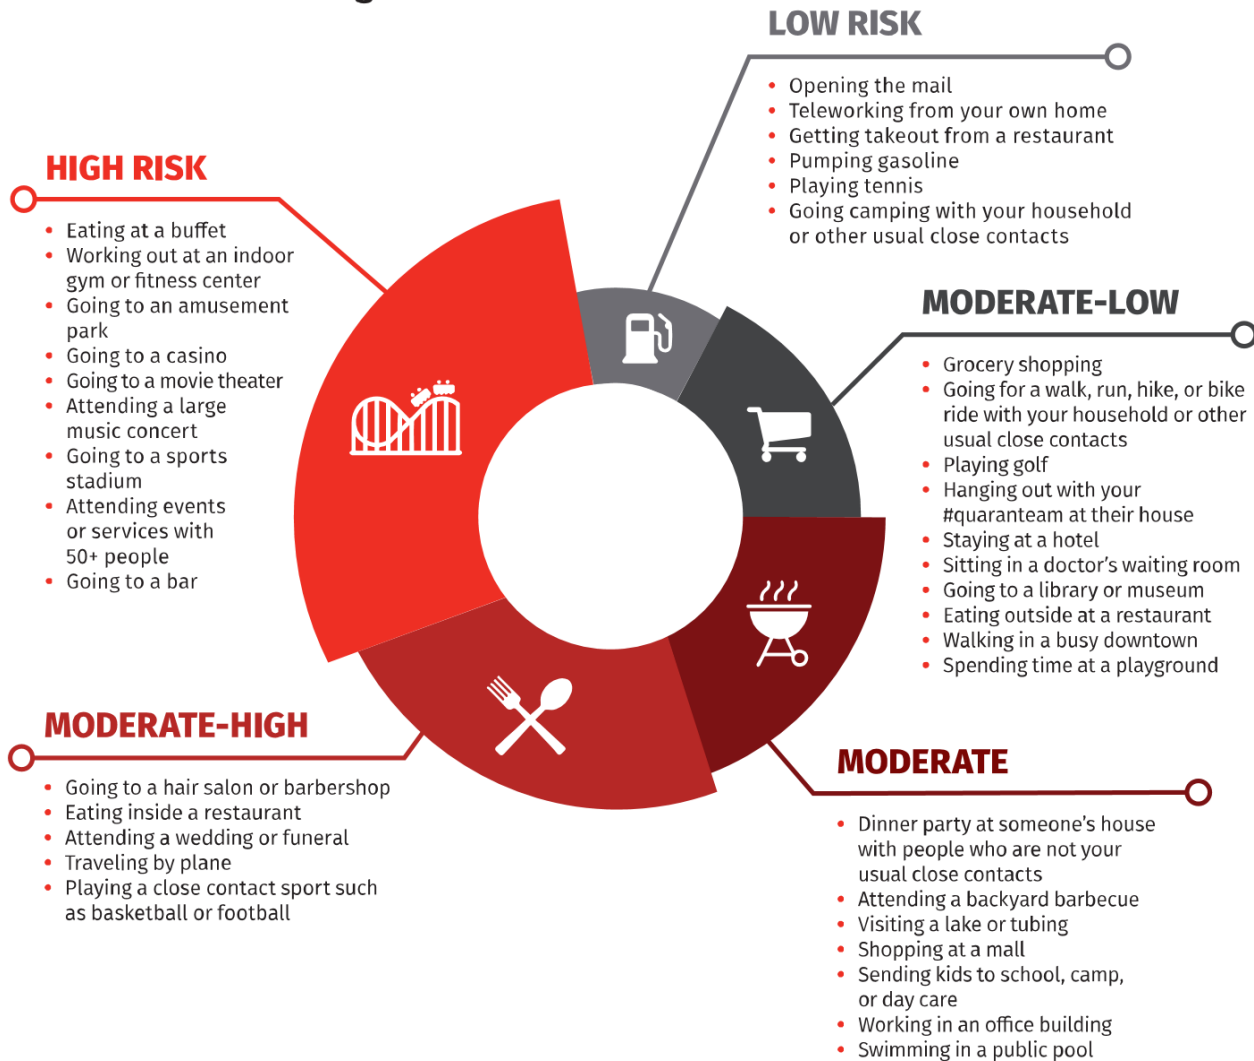 LOW RISK
• Opening the mail
• Teleworking from your own home
• Getting takeout from a restaurant
• Pumping gasoline
• Playing tennis
• Going camping with your household
or other usual close contacts
HIGH RISK
• Eating at a buffet
• Working out at an indoor
gym or fitness center
• Going to an amusement
park
• Going to a casino
• Going to a movie theater
• Attending a large
music concert
• Going to a sports
stadium
• Attending events
or services with
50+ people
• Going to a bar
MODERATE-LOW
• Grocery shopping
• Going for a walk, run, hike, or bike
ride with your household or other
usual close contacts
• Playing golf
• Hanging out with your
#quaranteam at their house
• Staying at a hotel
• Sitting in a doctor’s waiting room
• Going to a library or museum
• Eating outside at a restaurant
• Walking in a busy downtown
• Spending time at a playground
MODERATE-HIGH
• Going to a hair salon or barbershop
• Eating inside a restaurant
• Attending a wedding or funeral
• Traveling by plane
• Playing a close contact sport such
as basketball or football
MODERATE
• Dinner party at someone’s house
with people who are not your
usual close contacts
• Attending a backyard barbecue
• Visiting a lake or tubing
• Shopping at a mall
• Sending kids to school, camp,
or day care
• Working in an office building
• Swimming in a public pool